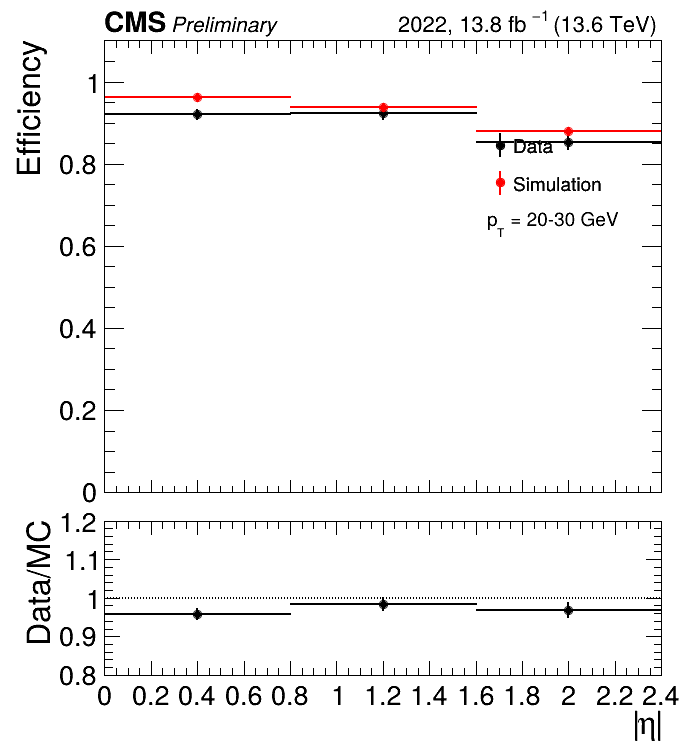 CMS Preliminary 2022, 13.8 fb⁻¹ (13.6 TeV)
Efficiency
1
0.8
0.6
0.4
0.2
0
Data
Simulation
p_T = 20-30 GeV
Data/MC
1.2
1.1
1
0.9
0.8
0 0.2 0.4 0.6 0.8 1 1.2 1.4 1.6 1.8 2 2.2 2.4
|η|